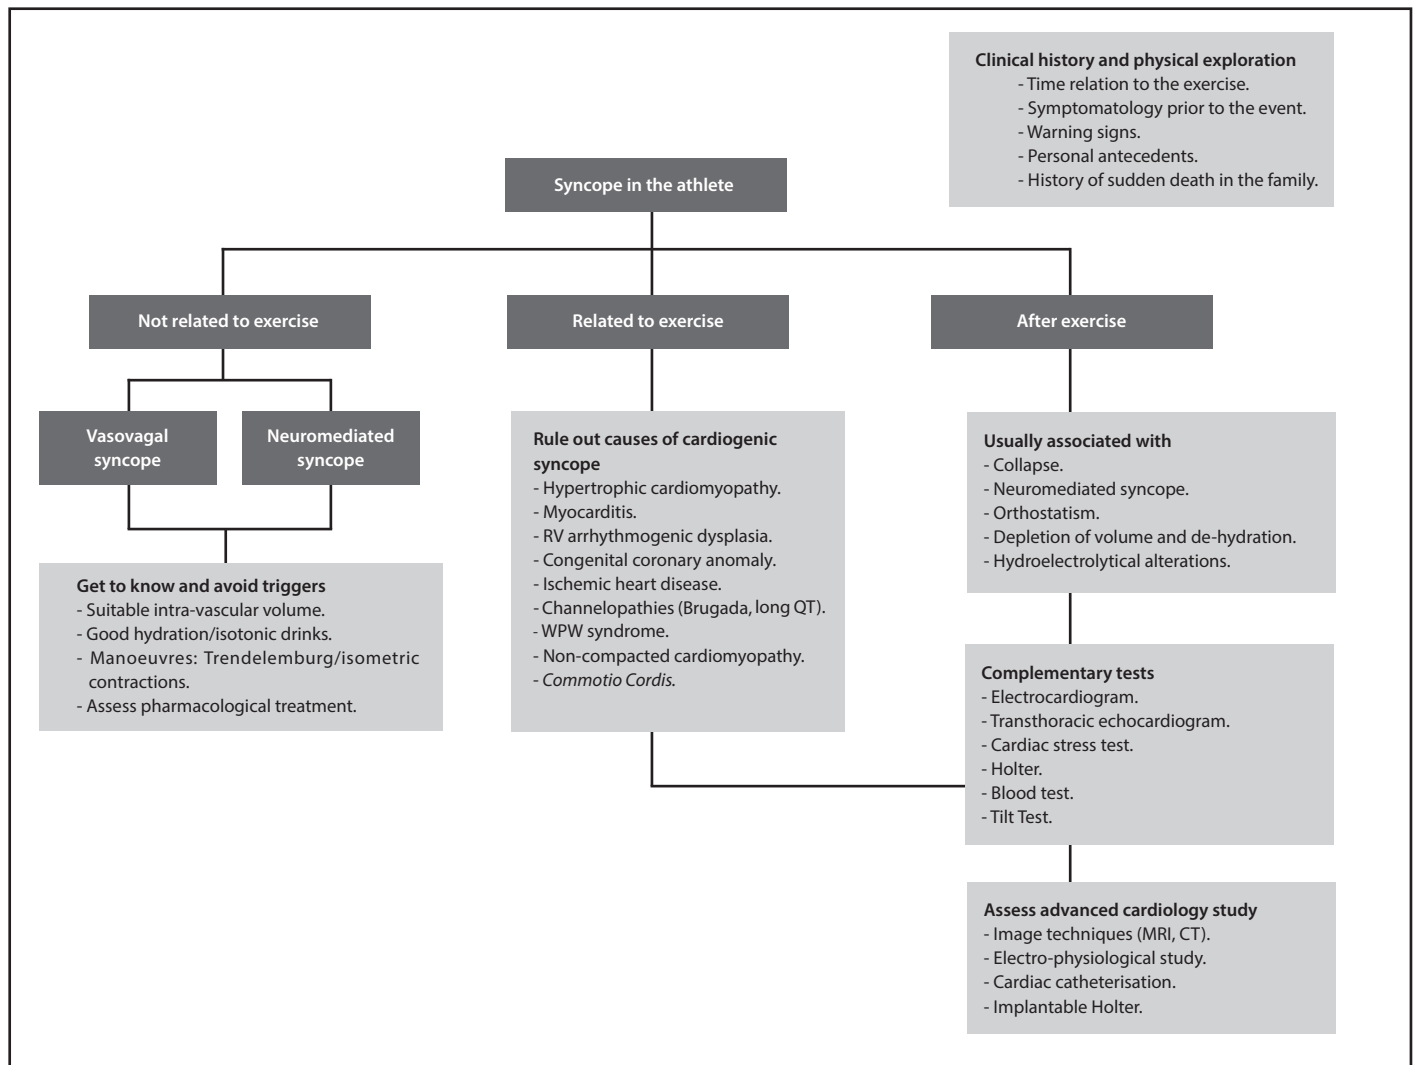 Clinical history and physical exploration
- Time relation to the exercise.
- Symptomatology prior to the event.
- Warning signs.
- Personal antecedents.
- History of sudden death in the family.
Syncope in the athlete
Not related to exercise
Related to exercise
After exercise
Vasovagal
syncope
Neuromediated
syncope
Get to know and avoid triggers
- Suitable intra-vascular volume.
- Good hydration/isotonic drinks.
- Manoeuvres: Trendelemburg/isometric
contractions.
- Assess pharmacological treatment.
Rule out causes of cardiogenic
syncope
- Hypertrophic cardiomyopathy.
- Myocarditis.
- RV arrhythmogenic dysplasia.
- Congenital coronary anomaly.
- Ischemic heart disease.
- Channelopathies (Brugada, long QT).
- WPW syndrome.
- Non-compacted cardiomyopathy.
- Commotio Cordis.
Usually associated with
- Collapse.
- Neuromediated syncope.
- Orthostatism.
- Depletion of volume and de-hydration.
- Hydroelectrolytical alterations.
Complementary tests
- Electrocardiogram.
- Transthoracic echocardiogram.
- Cardiac stress test.
- Holter.
- Blood test.
- Tilt Test.
Assess advanced cardiology study
- Image techniques (MRI, CT).
- Electro-physiological study.
- Cardiac catheterisation.
- Implantable Holter.